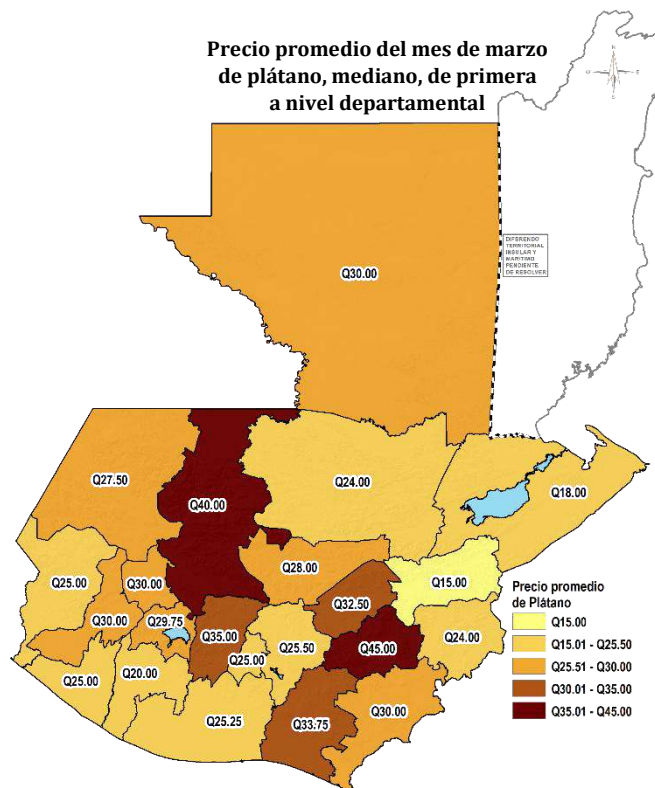 Precio promedio del mes de marzo
de plátano, mediano, de primera
a nivel departamental
N
DIFERENDO
TERRITORIAL
INSULAR Y
MARITIMO
PENDIENTE
DE RESOLVER
Q30.00
Q27.50
Q40.00
Q24.00
Q18.00
Q25.00
Q30.00
Q28.00
Q15.00
Q30.00
Q29.75
Q35.00
Q32.50
Q25.00
Q25.50
Q45.00
Q24.00
Q25.00
Q20.00
Q25.25
Q33.75
Q30.00
Precio promedio
de Plátano
Q15.00
Q15.01 - Q25.50
Q25.51 - Q30.00
Q30.01 - Q35.00
Q35.01 - Q45.00